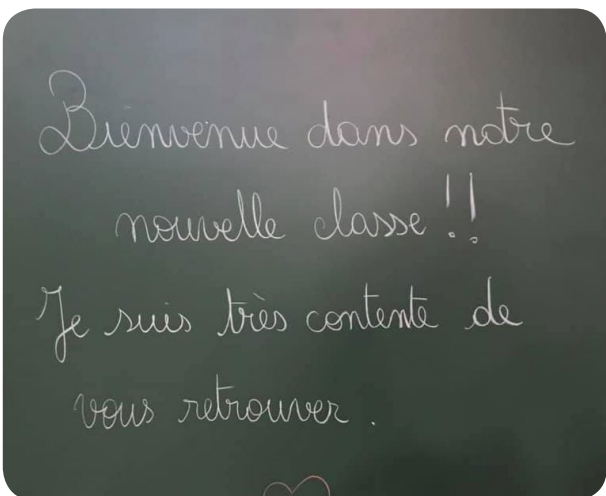 Bienvenue dans notre
nouvelle classe !!
Je suis très contente de
vous retrouver.